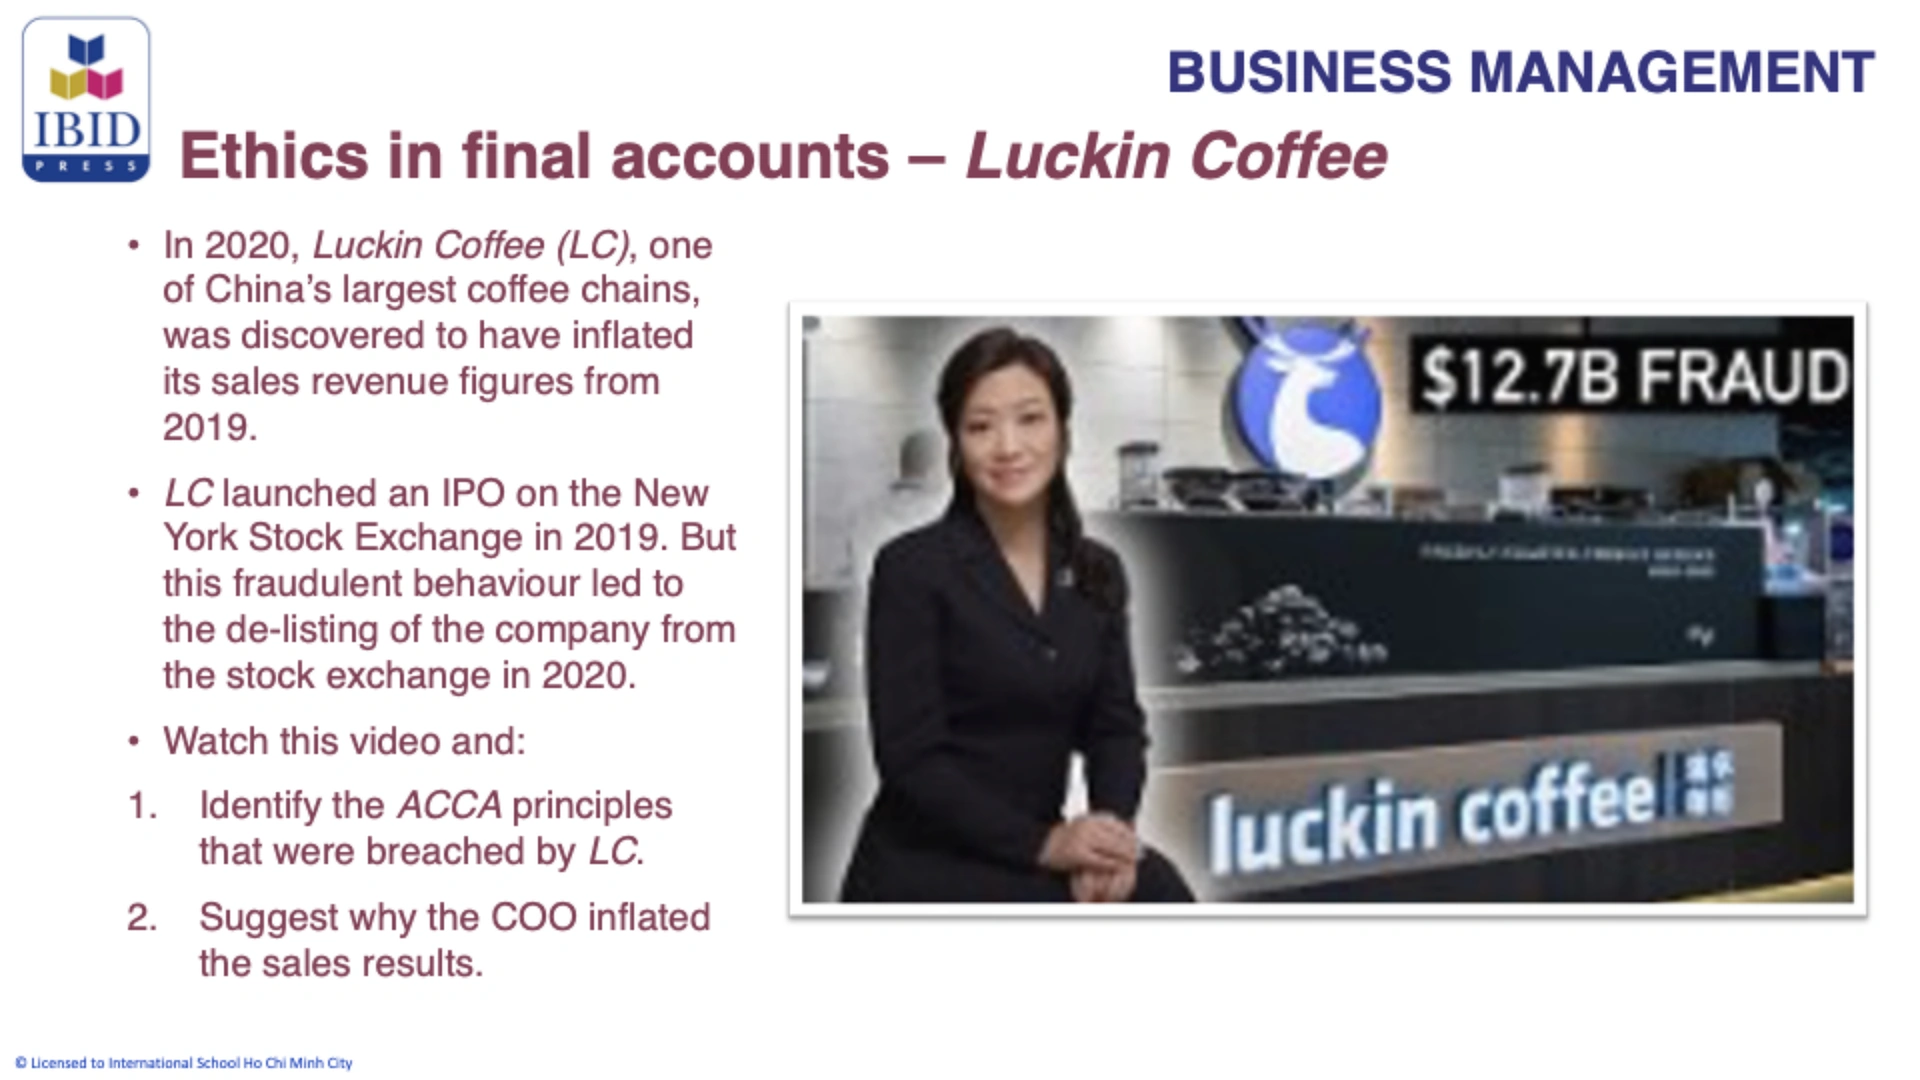 IBID
PRESS
BUSINESS MANAGEMENT
Ethics in final accounts – Luckin Coffee
• In 2020, Luckin Coffee (LC), one
of China’s largest coffee chains,
was discovered to have inflated
its sales revenue figures from
2019.
• LC launched an IPO on the New
York Stock Exchange in 2019. But
this fraudulent behaviour led to
the de-listing of the company from
the stock exchange in 2020.
• Watch this video and:
1. Identify the ACCA principles
that were breached by LC.
2. Suggest why the COO inflated
the sales results.
$12.7B FRAUD
luckin coffee
© Licensed to International School Ho Chi Minh City